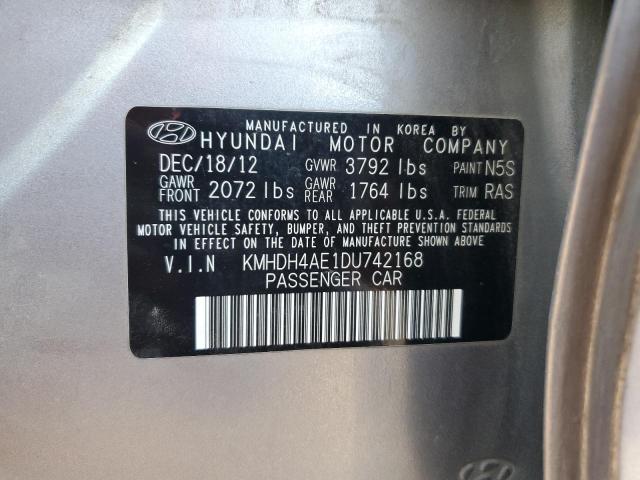 MANUFACTURED IN KOREA BY
HYUNDAI MOTOR COMPANY
DEC/18/12 GVWR 3792 lbs PAINT N5S
GAWR FRONT 2072 lbs GAWR REAR 1764 lbs TRIM RAS
THIS VEHICLE CONFORMS TO ALL APPLICABLE U.S.A. FEDERAL
MOTOR VEHICLE SAFETY, BUMPER, AND THEFT PREVENTION STANDARDS
IN EFFECT ON THE DATE OF MANUFACTURE SHOWN ABOVE
V.I.N KMHDH4AE1DU742168
PASSENGER CAR